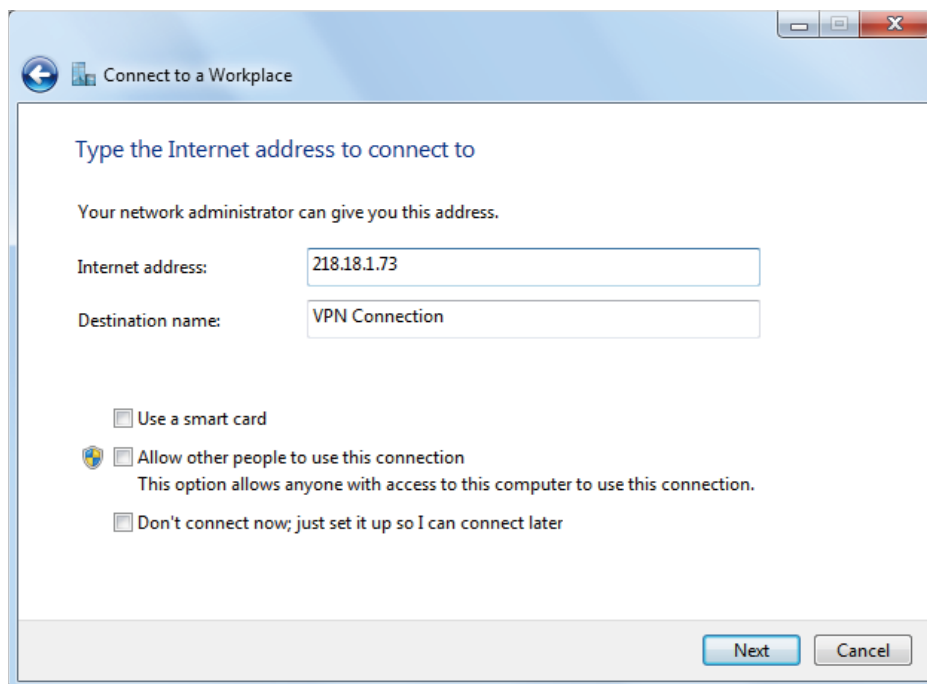 Connect to a Workplace
Type the Internet address to connect to
Your network administrator can give you this address.
Internet address: 218.18.1.73
Destination name: VPN Connection
Use a smart card
Allow other people to use this connection
This option allows anyone with access to this computer to use this connection.
Don't connect now; just set it up so I can connect later
Next Cancel